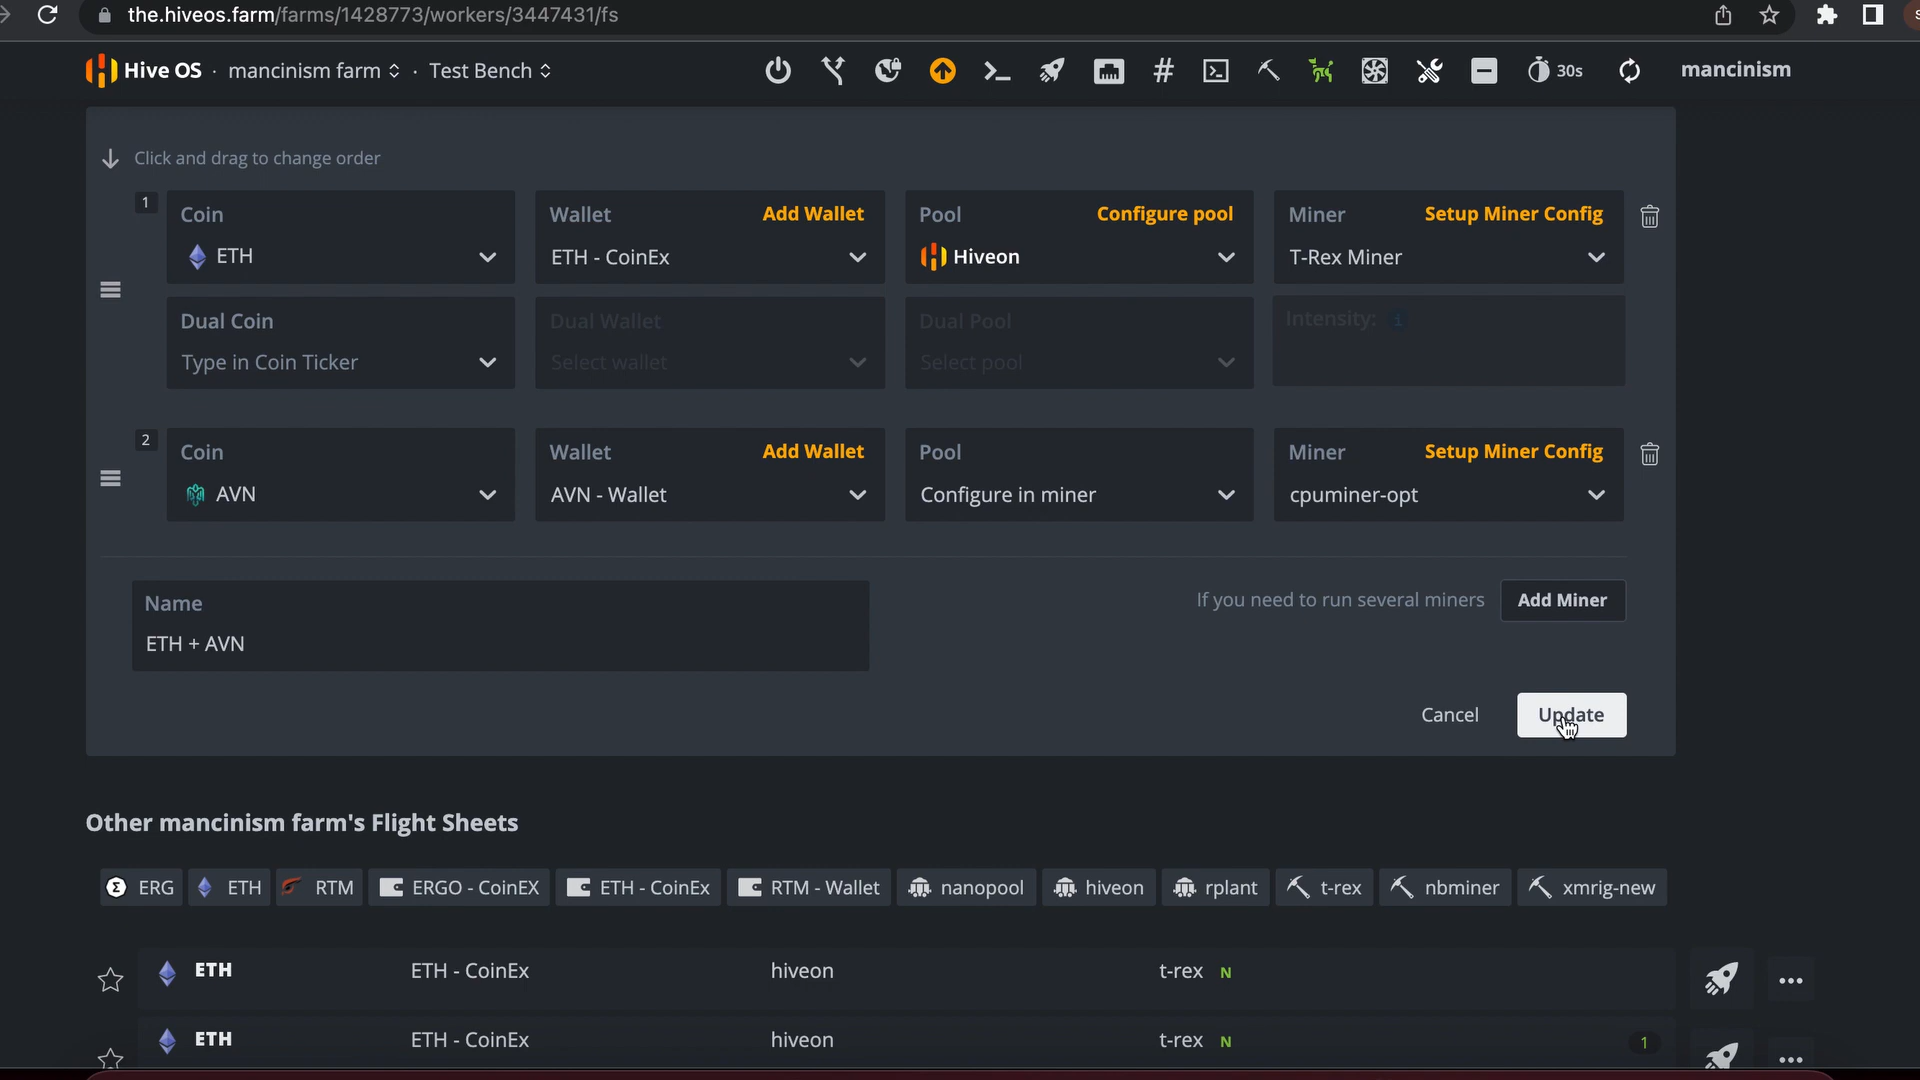 the.hiveos.farm/farms/1428773/workers/3447431/fs
Hive OS · mancinism farm · Test Bench
30s
mancinism
Click and drag to change order
1
Coin
ETH
Wallet
Add Wallet
ETH - CoinEx
Pool
Configure pool
Hiveon
Miner
Setup Miner Config
T-Rex Miner
Dual Coin
Type in Coin Ticker
Dual Wallet
Select wallet
Dual Pool
Select pool
Intensity: i
2
Coin
AVN
Wallet
Add Wallet
AVN - Wallet
Pool
Configure in miner
Miner
Setup Miner Config
cpuminer-opt
Name
ETH + AVN
If you need to run several miners
Add Miner
Cancel
Update
Other mancinism farm's Flight Sheets
ERG ETH RTM ERGO - CoinEX ETH - CoinEx RTM - Wallet nanopool hiveon rplant t-rex nbminer xmrig-new
ETH ETH - CoinEx hiveon t-rex N
ETH ETH - CoinEx hiveon t-rex N 1